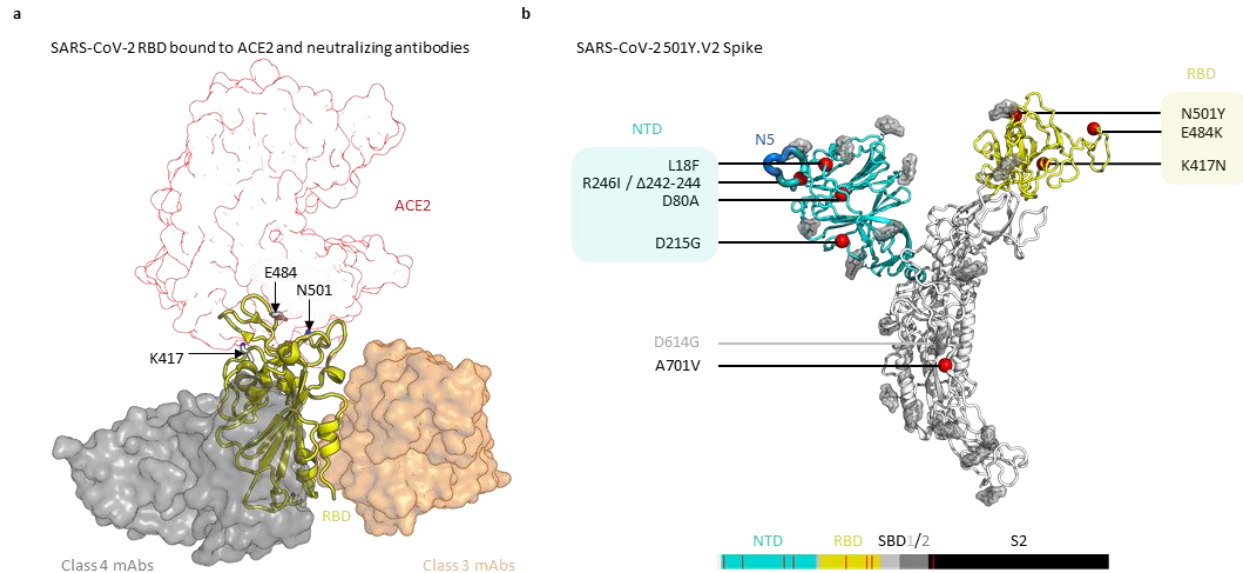 a
SARS-CoV-2 RBD bound to ACE2 and neutralizing antibodies
ACE2
E484
N501
K417
RBD
Class 4 mAbs
Class 3 mAbs
b
SARS-CoV-2 501Y.V2 Spike
RBD
N501Y
E484K
K417N
NTD
N5
L18F
R246I / Δ242-244
D80A
D215G
D614G
A701V
NTD RBD SBD1/2 S2